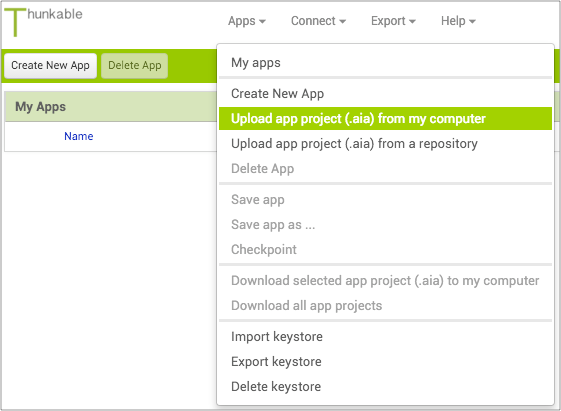 Thunkable
Apps Connect Export Help
Create New App Delete App
My Apps
Name
My apps
Create New App
Upload app project (.aia) from my computer
Upload app project (.aia) from a repository
Delete App
Save app
Save app as ...
Checkpoint
Download selected app project (.aia) to my computer
Download all app projects
Import keystore
Export keystore
Delete keystore